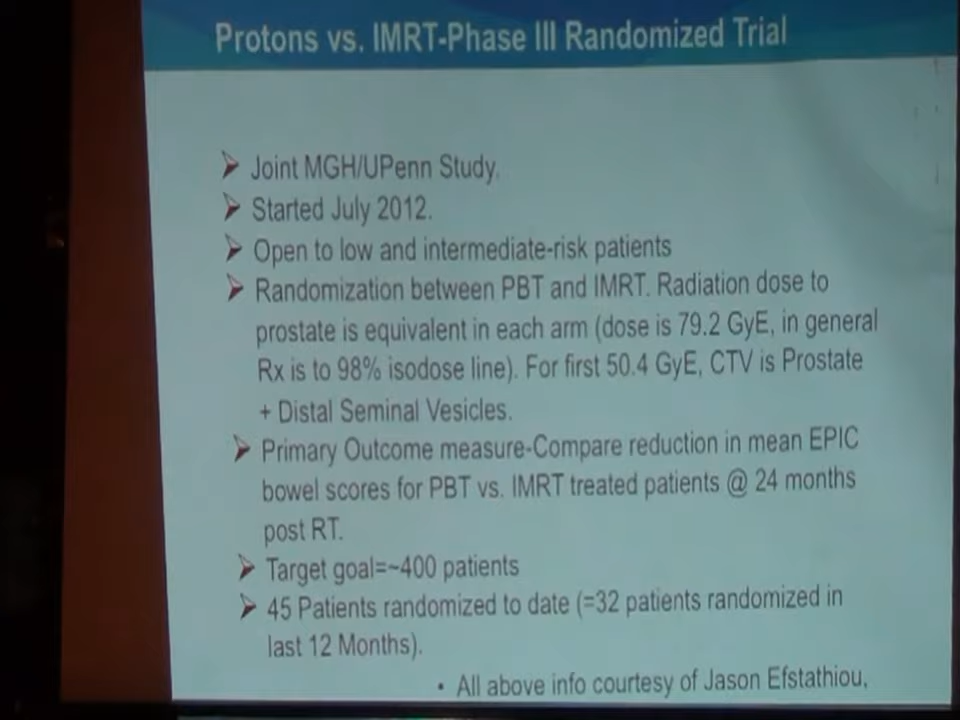 Protons vs. IMRT-Phase III Randomized Trial
Joint MGH/UPenn Study.
Started July 2012.
Open to low and intermediate-risk patients
Randomization between PBT and IMRT. Radiation dose to
prostate is equivalent in each arm (dose is 79.2 GyE, in general
Rx is to 98% isodose line). For first 50.4 GyE, CTV is Prostate
+ Distal Seminal Vesicles.
Primary Outcome measure-Compare reduction in mean EPIC
bowel scores for PBT vs. IMRT treated patients @ 24 months
post RT.
Target goal=~400 patients
45 Patients randomized to date (=32 patients randomized in
last 12 Months).
• All above info courtesy of Jason Efstathiou.